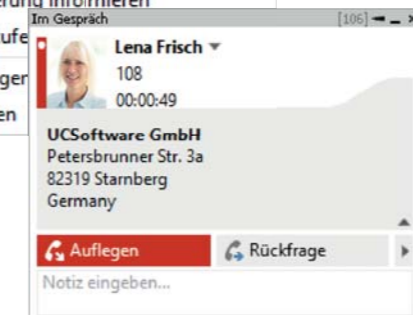 informieren
Im Gespräch [106]
Lena Frisch
108
00:00:49
UCSoftware GmbH
Petersbrunner Str. 3a
82319 Starnberg
Germany
Auflegen Rückfrage
Notiz eingeben...